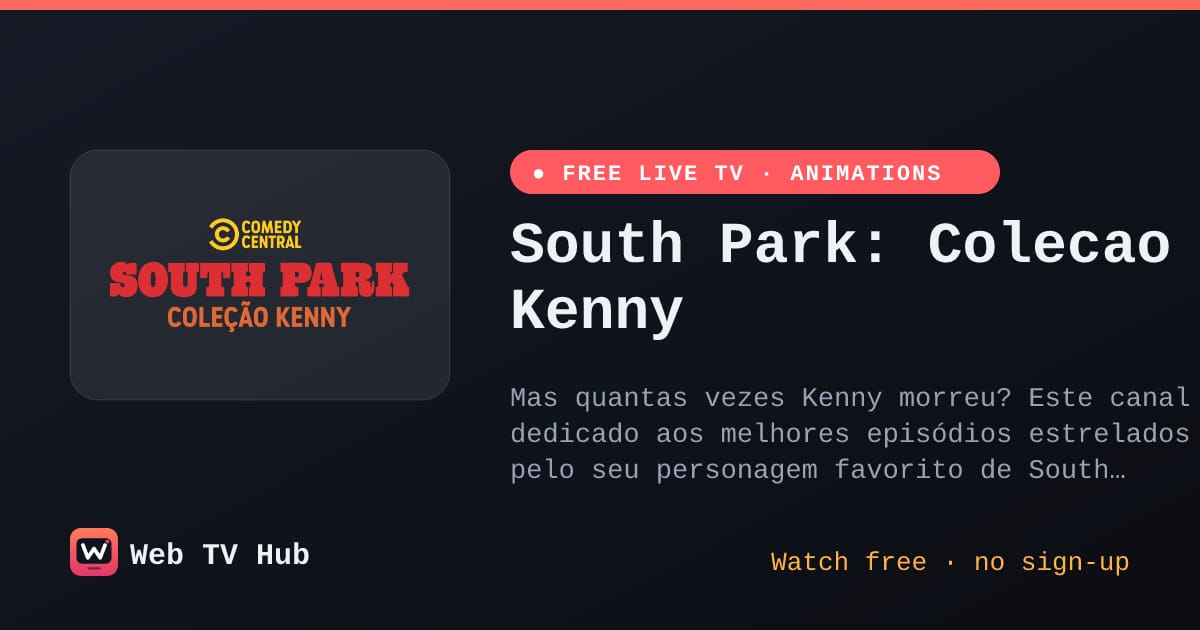 COMEDY
CENTRAL
SOUTH PARK
COLEÇÃO KENNY
● FREE LIVE TV · ANIMATIONS
South Park: Colecao
Kenny
Mas quantas vezes Kenny morreu? Este canal
dedicado aos melhores episódios estrelados
pelo seu personagem favorito de South…
W
Web TV Hub
Watch free · no sign-up